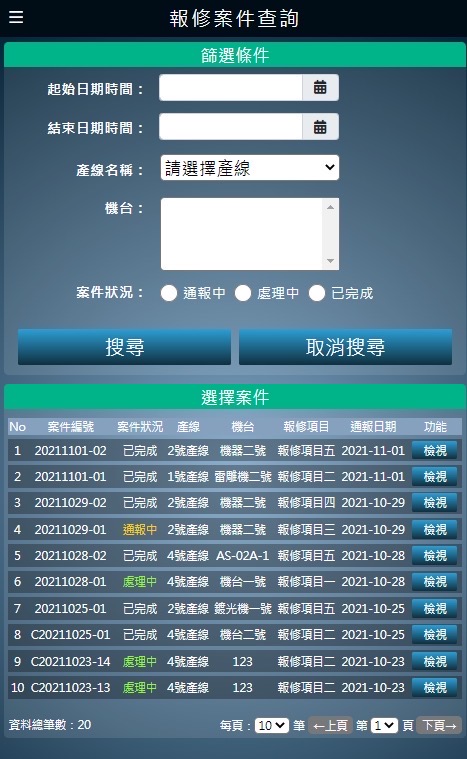 報修案件查詢
篩選條件
起始日期時間：
結束日期時間：
產線名稱： 請選擇產線
機台：
案件狀況： 通報中 處理中 已完成
搜尋 取消搜尋
選擇案件
No 案件編號 案件狀況 產線 機台 報修項目 通報日期 功能
1 20211101-02 已完成 2號產線 機器二號 報修項目五 2021-11-01 檢視
2 20211101-01 已完成 1號產線 雷雕機二號 報修項目二 2021-11-01 檢視
3 20211029-02 已完成 2號產線 機器二號 報修項目四 2021-10-29 檢視
4 20211029-01 通報中 2號產線 機器二號 報修項目三 2021-10-29 檢視
5 20211028-02 已完成 4號產線 AS-02A-1 報修項目五 2021-10-28 檢視
6 20211028-01 處理中 4號產線 機台一號 報修項目一 2021-10-28 檢視
7 20211025-01 已完成 2號產線 鍍光機一號 報修項目五 2021-10-25 檢視
8 C20211025-01 已完成 4號產線 機台二號 報修項目二 2021-10-25 檢視
9 C20211023-14 處理中 4號產線 123 報修項目二 2021-10-23 檢視
10 C20211023-13 處理中 4號產線 123 報修項目二 2021-10-23 檢視
資料總筆數：20 每頁：10 筆 ←上頁 第 1 頁 下頁→